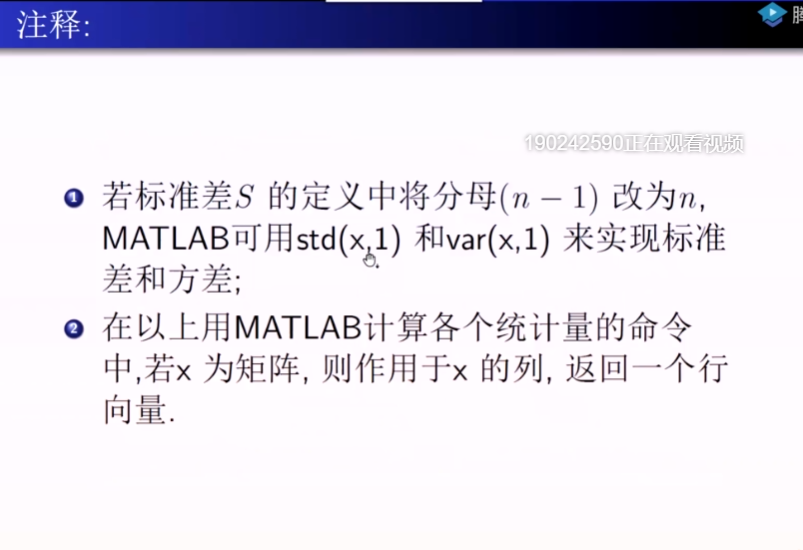 注释:
腾
190242590正在观看视频
1 若标准差S 的定义中将分母(n − 1) 改为n,
MATLAB可用std(x,1) 和var(x,1) 来实现标准
差和方差;
2 在以上用MATLAB计算各个统计量的命令
中,若x 为矩阵, 则作用于x 的列, 返回一个行
向量.